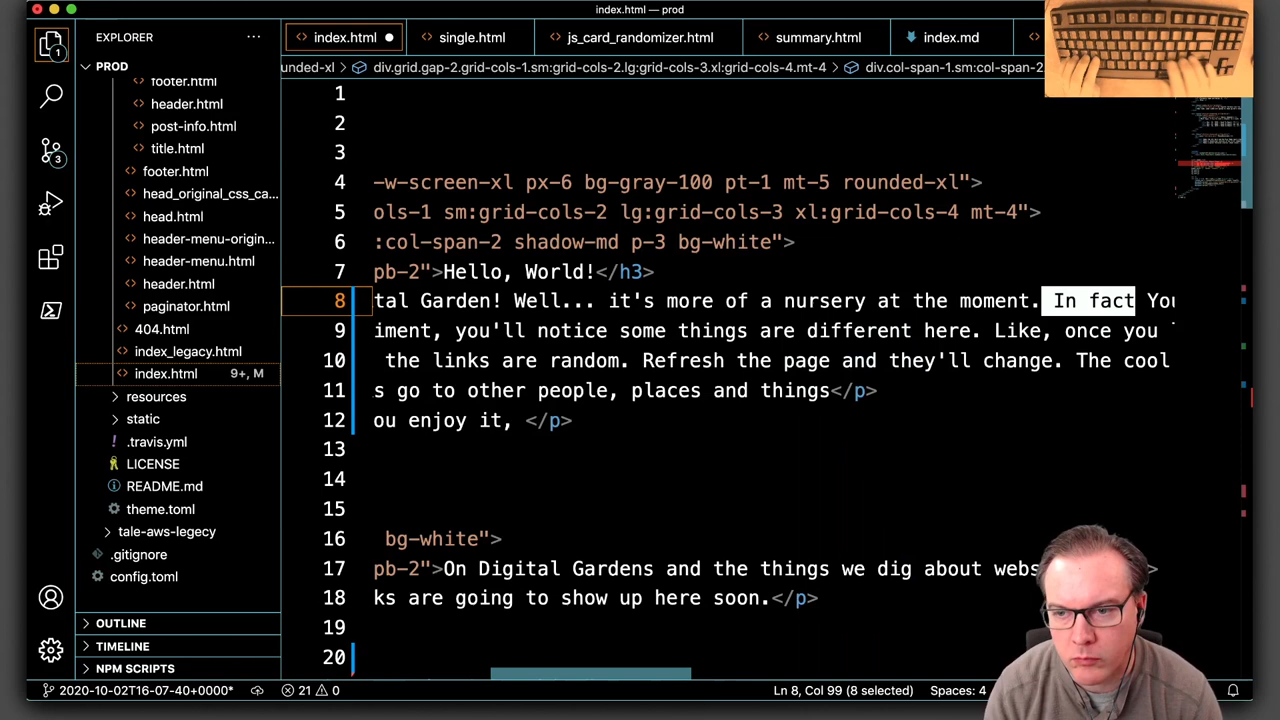 index.html — prod
EXPLORER
PROD
footer.html
header.html
post-info.html
title.html
footer.html
head_original_css_ca...
head.html
header-menu-origin...
header-menu.html
header.html
paginator.html
404.html
index_legacy.html
index.html 9+, M
resources
static
.travis.yml
LICENSE
README.md
theme.toml
tale-aws-legecy
.gitignore
config.toml
OUTLINE
TIMELINE
NPM SCRIPTS
1
3
index.html single.html js_card_randomizer.html summary.html index.md
unded-xl > div.grid.gap-2.grid-cols-1.sm:grid-cols-2.lg:grid-cols-3.xl:grid-cols-4.mt-4 > div.col-span-1.sm:col-span-2.
1
2
3
4 -w-screen-xl px-6 bg-gray-100 pt-1 mt-5 rounded-xl">
5 ols-1 sm:grid-cols-2 lg:grid-cols-3 xl:grid-cols-4 mt-4">
6 :col-span-2 shadow-md p-3 bg-white">
7 pb-2">Hello, World!</h3>
8 tal Garden! Well... it's more of a nursery at the moment. In fact You
9 iment, you'll notice some things are different here. Like, once you
10 the links are random. Refresh the page and they'll change. The cool
11 s go to other people, places and things</p>
12 ou enjoy it, </p>
13
14
15
16 bg-white">
17 pb-2">On Digital Gardens and the things we dig about webs >
18 ks are going to show up here soon.</p>
19
20
2020-10-02T16-07-40+0000* 21 0 Ln 8, Col 99 (8 selected) Spaces: 4